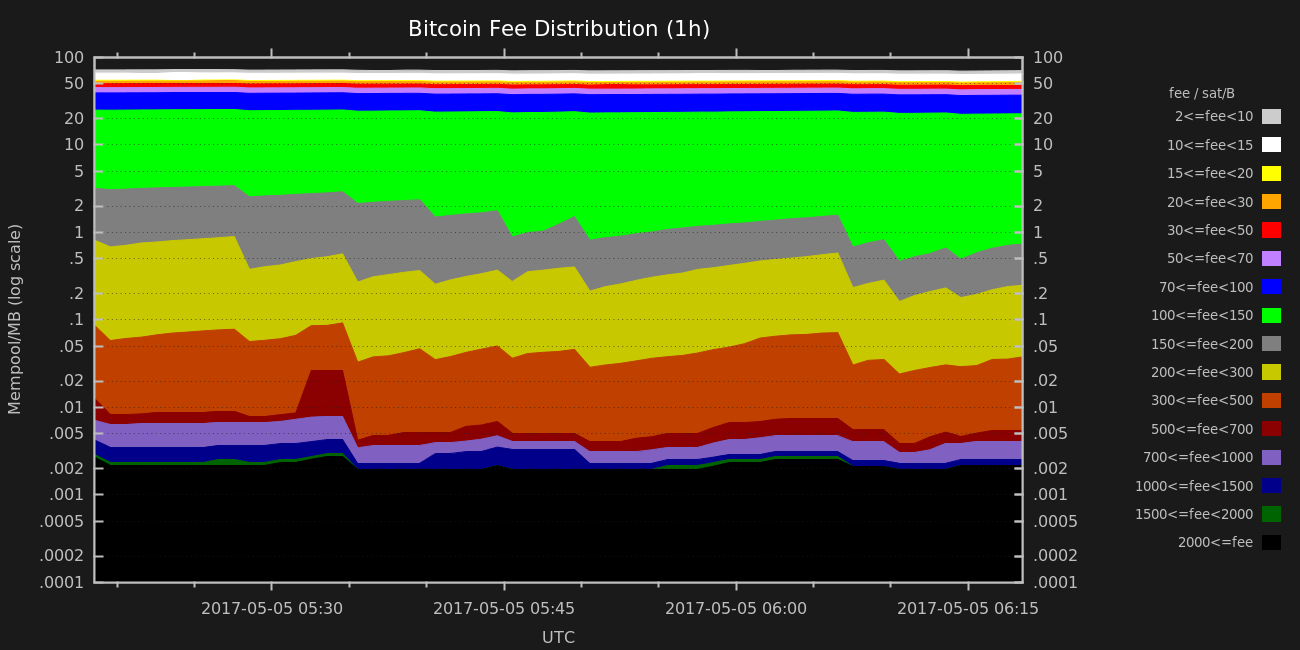 Bitcoin Fee Distribution (1h)
Mempool/MB (log scale)
100
50
20
10
5
2
1
.5
.2
.1
.05
.02
.01
.005
.002
.001
.0005
.0002
.0001
100
50
20
10
5
2
1
.5
.2
.1
.05
.02
.01
.005
.002
.001
.0005
.0002
.0001
2017-05-05 05:30 2017-05-05 05:45 2017-05-05 06:00 2017-05-05 06:15
UTC
fee / sat/B
2<=fee<10
10<=fee<15
15<=fee<20
20<=fee<30
30<=fee<50
50<=fee<70
70<=fee<100
100<=fee<150
150<=fee<200
200<=fee<300
300<=fee<500
500<=fee<700
700<=fee<1000
1000<=fee<1500
1500<=fee<2000
2000<=fee